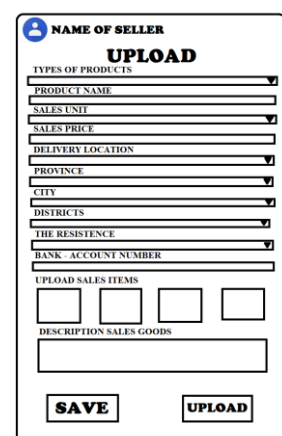 NAME OF SELLER
UPLOAD
TYPES OF PRODUCTS
PRODUCT NAME
SALES UNIT
SALES PRICE
DELIVERY LOCATION
PROVINCE
CITY
DISTRICTS
THE RESISTENCE
BANK - ACCOUNT NUMBER
UPLOAD SALES ITEMS
DESCRIPTION SALES GOODS
SAVE
UPLOAD